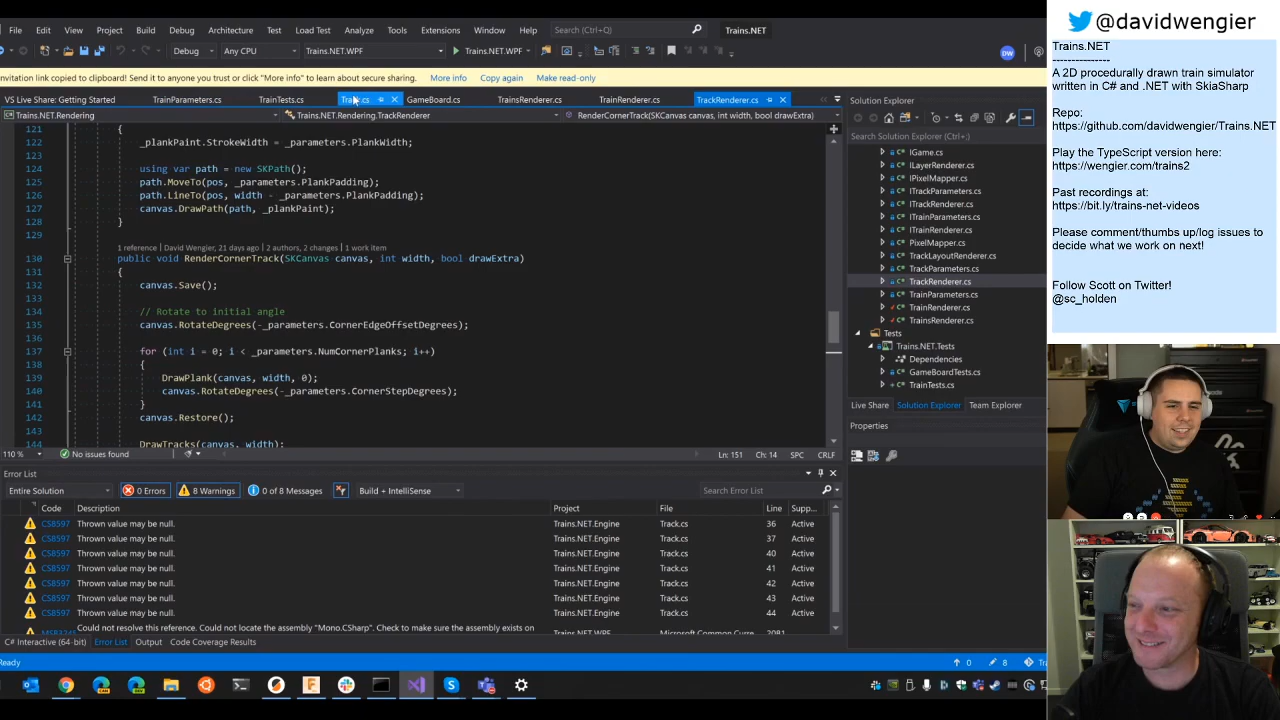 File Edit View Project Build Debug Architecture Test Load Test Analyze Tools Extensions Window Help Search (Ctrl+Q) Trains.NET
Debug Any CPU Trains.NET.WPF Trains.NET.WPF DW
nvitation link copied to clipboard! Send it to anyone you trust or click "More info" to learn about secure sharing. More info Copy again Make read-only
VS Live Share: Getting Started TrainParameters.cs TrainTests.cs GameBoard.cs TrainsRenderer.cs TrainRenderer.cs TrackRenderer.cs
Trains.NET.Rendering Trains.NET.Rendering.TrackRenderer RenderCornerTrack(SKCanvas canvas, int width, bool drawExtra)
121 {
122 _plankPaint.StrokeWidth = _parameters.PlankWidth;
123
124 using var path = new SKPath();
125 path.MoveTo(pos, _parameters.PlankPadding);
126 path.LineTo(pos, width - _parameters.PlankPadding);
127 canvas.DrawPath(path, _plankPaint);
128 }
129
1 reference | David Wengier, 21 days ago | 2 authors, 2 changes | 1 work item
130 public void RenderCornerTrack(SKCanvas canvas, int width, bool drawExtra)
131 {
132 canvas.Save();
133
134 // Rotate to initial angle
135 canvas.RotateDegrees(-_parameters.CornerEdgeOffsetDegrees);
136
137 for (int i = 0; i < _parameters.NumCornerPlanks; i++)
138 {
139 DrawPlank(canvas, width, 0);
140 canvas.RotateDegrees(-_parameters.CornerStepDegrees);
141 }
142 canvas.Restore();
143
144 DrawTracks(canvas, width);
110 % No issues found Ln: 151 Ch: 14 SPC CRLF
Error List
Entire Solution 0 Errors 8 Warnings 0 of 8 Messages Build + IntelliSense Search Error List
Code Description Project File Line Supp...
CS8597 Thrown value may be null. Trains.NET.Engine Track.cs 36 Active
CS8597 Thrown value may be null. Trains.NET.Engine Track.cs 37 Active
CS8597 Thrown value may be null. Trains.NET.Engine Track.cs 40 Active
CS8597 Thrown value may be null. Trains.NET.Engine Track.cs 41 Active
CS8597 Thrown value may be null. Trains.NET.Engine Track.cs 42 Active
CS8597 Thrown value may be null. Trains.NET.Engine Track.cs 43 Active
CS8597 Thrown value may be null. Trains.NET.Engine Track.cs 44 Active
Could not resolve this reference. Could not locate the assembly "Mono.CSharp". Check to make sure the assembly exists on Trains.NET.WPF Microsoft.Common.Curre... 2081
C# Interactive (64-bit) Error List Output Code Coverage Results
Ready 0 8
Solution Explorer
Search Solution Explorer
IGame.cs
ILayerRenderer.cs
IPixelMapper.cs
ITrackParameters.cs
ITrackRenderer.cs
ITrainParameters.cs
ITrainRenderer.cs
PixelMapper.cs
TrackLayoutRenderer.cs
TrackParameters.cs
TrackRenderer.cs
TrainParameters.cs
TrainRenderer.cs
TrainsRenderer.cs
Tests
Trains.NET.Tests
Dependencies
GameBoardTests.cs
TrainTests.cs
Live Share Solution Explorer Team Explorer
Properties
@davidwengier
Trains.NET
--------------
A 2D procedurally drawn train simulator
written in C# and .NET with SkiaSharp
Repo:
https://github.com/davidwengier/Trains.NET
Play the TypeScript version here:
https://wengier.com/trains2
Past recordings at:
https://bit.ly/trains-net-videos
Please comment/thumbs up/log issues to
decide what we work on next!
Follow Scott on Twitter!
@sc_holden